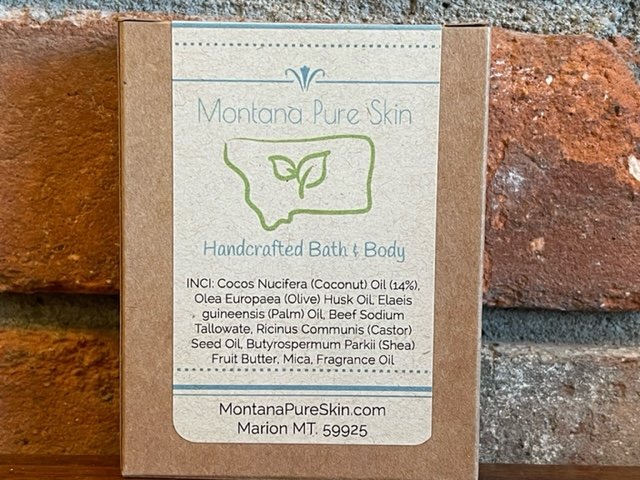 Montana Pure Skin
Handcrafted Bath & Body
INCI: Cocos Nucifera (Coconut) Oil (14%),
Olea Europaea (Olive) Husk Oil, Elaeis
guineensis (Palm) Oil, Beef Sodium
Tallowate, Ricinus Communis (Castor)
Seed Oil, Butyrospermum Parkii (Shea)
Fruit Butter, Mica, Fragrance Oil
MontanaPureSkin.com
Marion MT. 59925